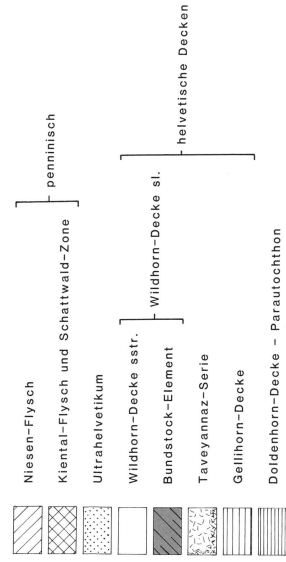 Niesen-Flysch
Kiental-Flysch und Schattwald-Zone
penninisch
Ultrahelvetikum
Wildhorn-Decke sstr.
Bundstock-Element
Wildhorn-Decke sl.
Taveyannaz-Serie
Gellihorn-Decke
helvetische Decken
Doldenhorn-Decke - Parautochthon